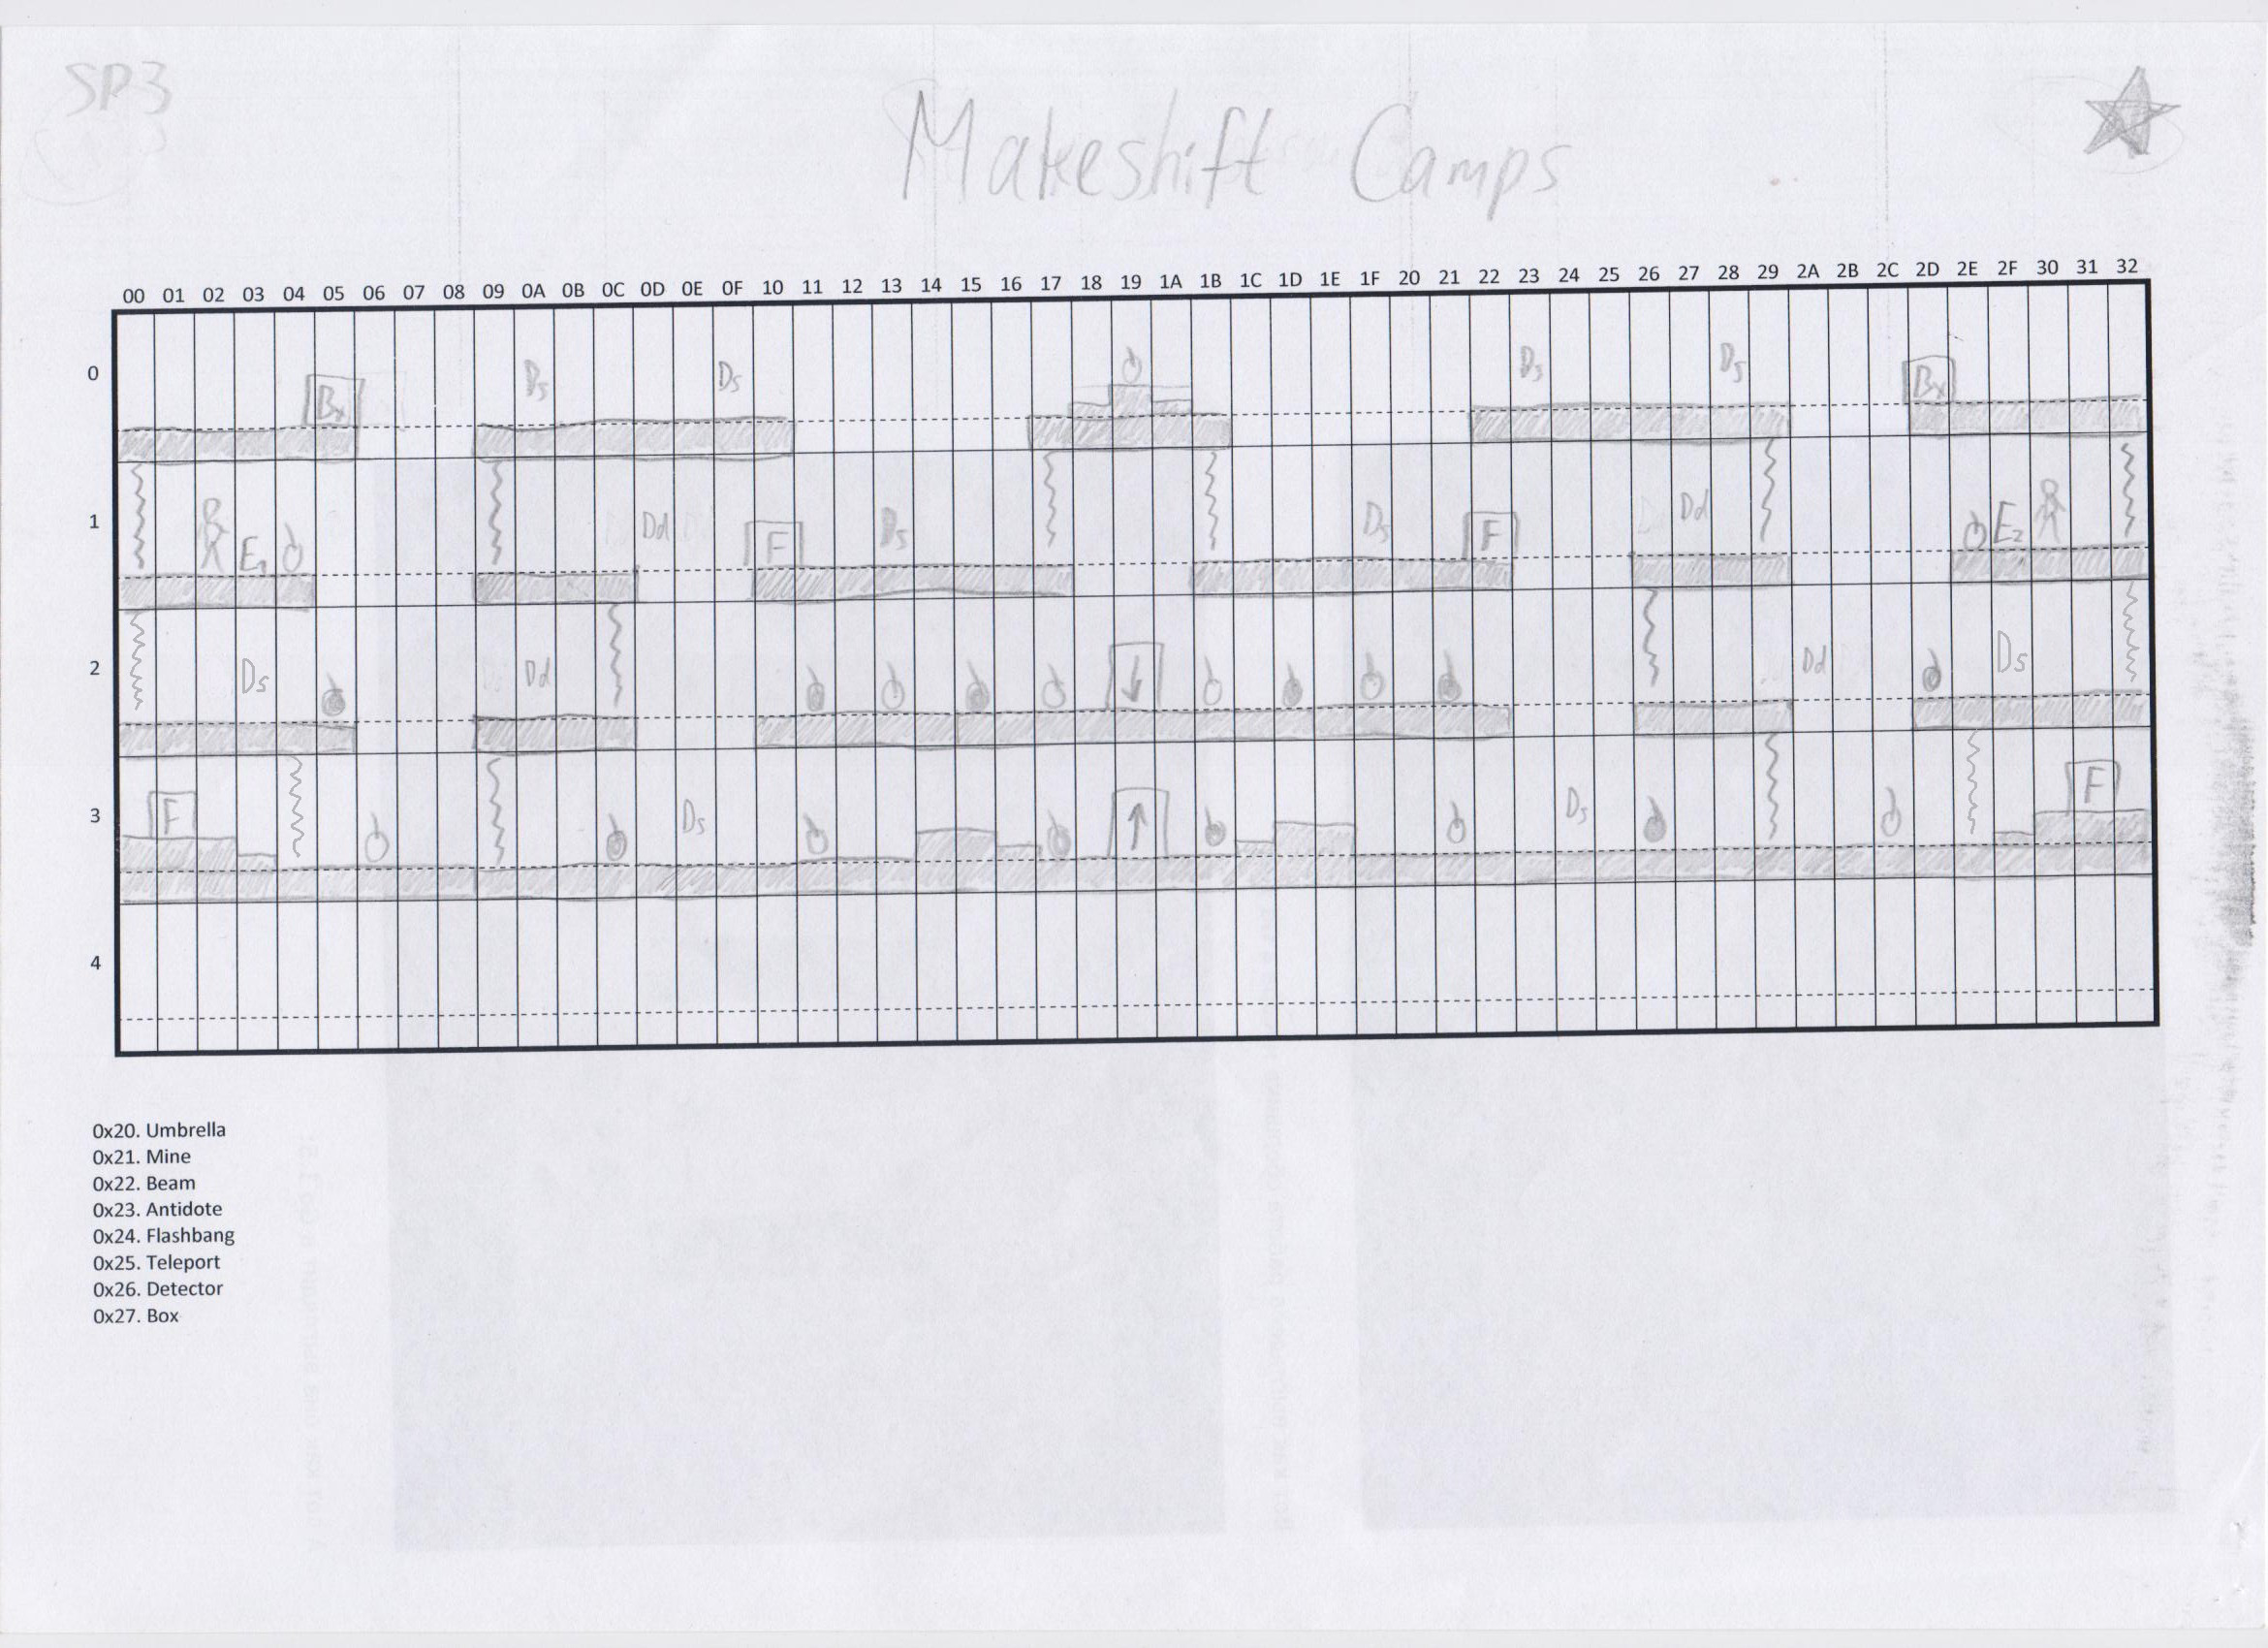 SP3
Makeshift Camps
00 01 02 03 04 05 06 07 08 09 0A 0B 0C 0D 0E 0F 10 11 12 13 14 15 16 17 18 19 1A 1B 1C 1D 1E 1F 20 21 22 23 24 25 26 27 28 29 2A 2B 2C 2D 2E 2F 30 31 32
0 Bx Ds Ds Ds Ds Bx
1 E1 Dd F Ds Ds F Dd E2
2 Ds Dd ↓ Dd Ds
3 F Ds ↑ Ds F
4
0x20. Umbrella
0x21. Mine
0x22. Beam
0x23. Antidote
0x24. Flashbang
0x25. Teleport
0x26. Detector
0x27. Box